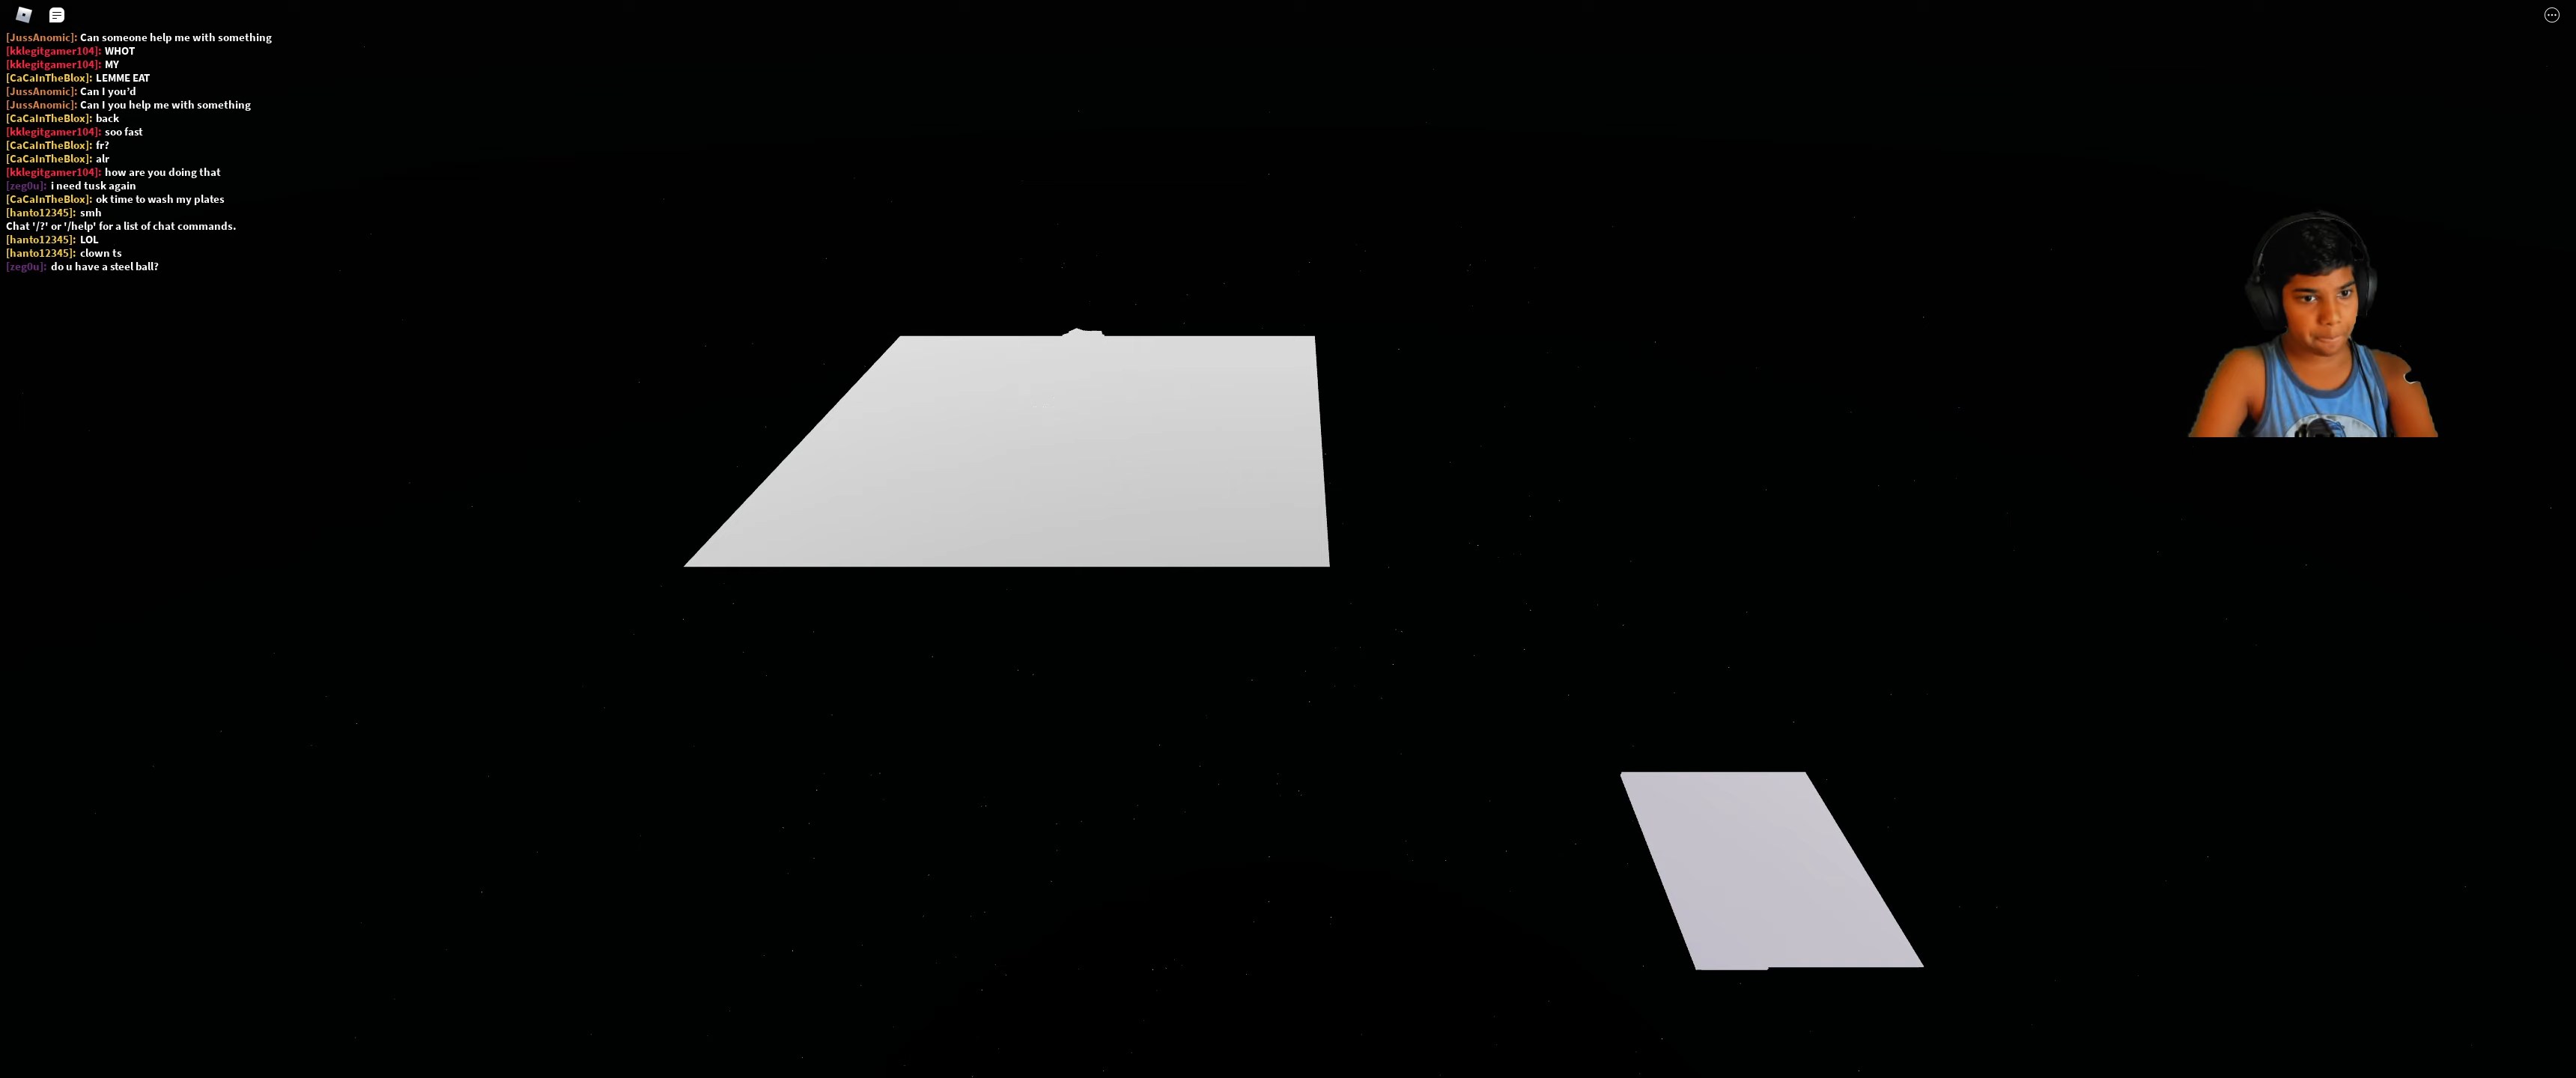 [JussAnomic]: Can someone help me with something
[kklegitgamer104]: WHOT
[kklegitgamer104]: MY
[CaCaInTheBlox]: LEMME EAT
[JussAnomic]: Can I you'd
[JussAnomic]: Can I you help me with something
[CaCaInTheBlox]: back
[kklegitgamer104]: soo fast
[CaCaInTheBlox]: fr?
[CaCaInTheBlox]: alr
[kklegitgamer104]: how are you doing that
[zeg0u]: i need tusk again
[CaCaInTheBlox]: ok time to wash my plates
[hanto12345]: smh
Chat '/?' or '/help' for a list of chat commands.
[hanto12345]: LOL
[hanto12345]: clown ts
[zeg0u]: do u have a steel ball?